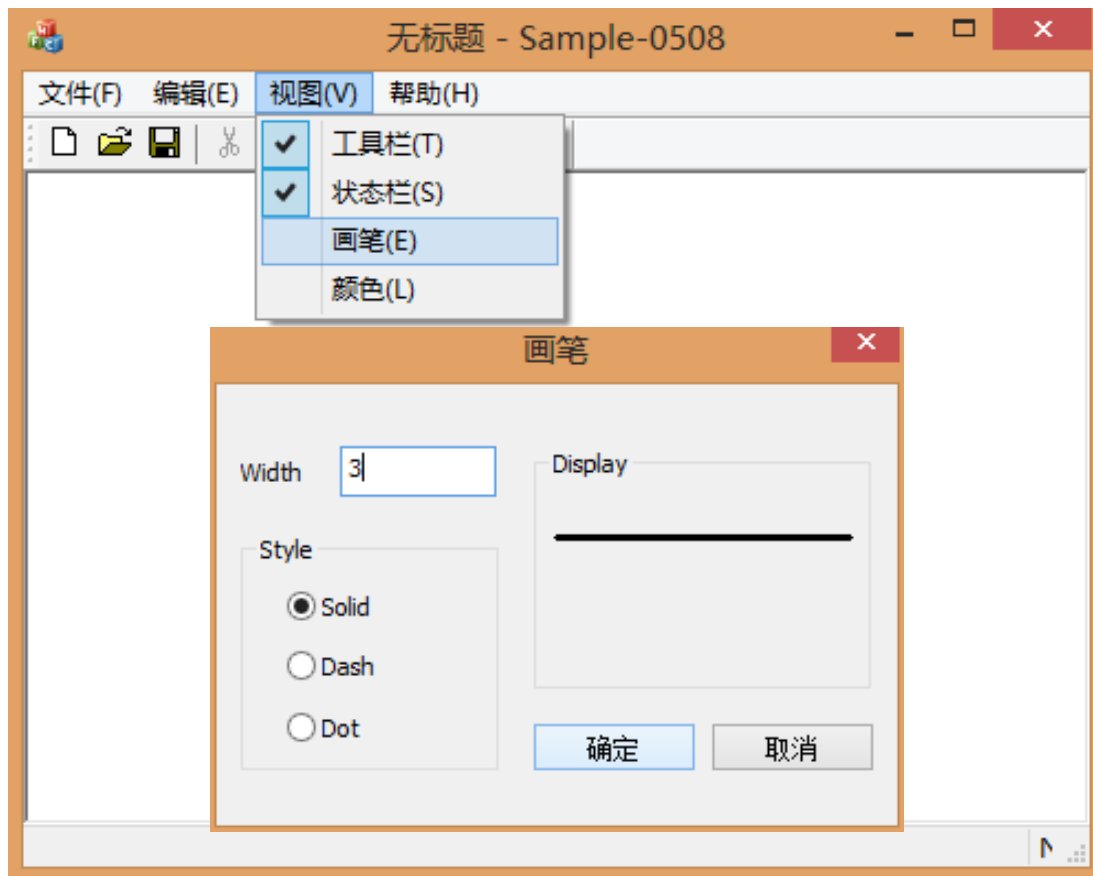 无标题 - Sample-0508
文件(F) 编辑(E) 视图(V) 帮助(H)
工具栏(T)
状态栏(S)
画笔(E)
颜色(L)
画笔
Width 3
Display
Style
Solid
Dash
Dot
确定 取消